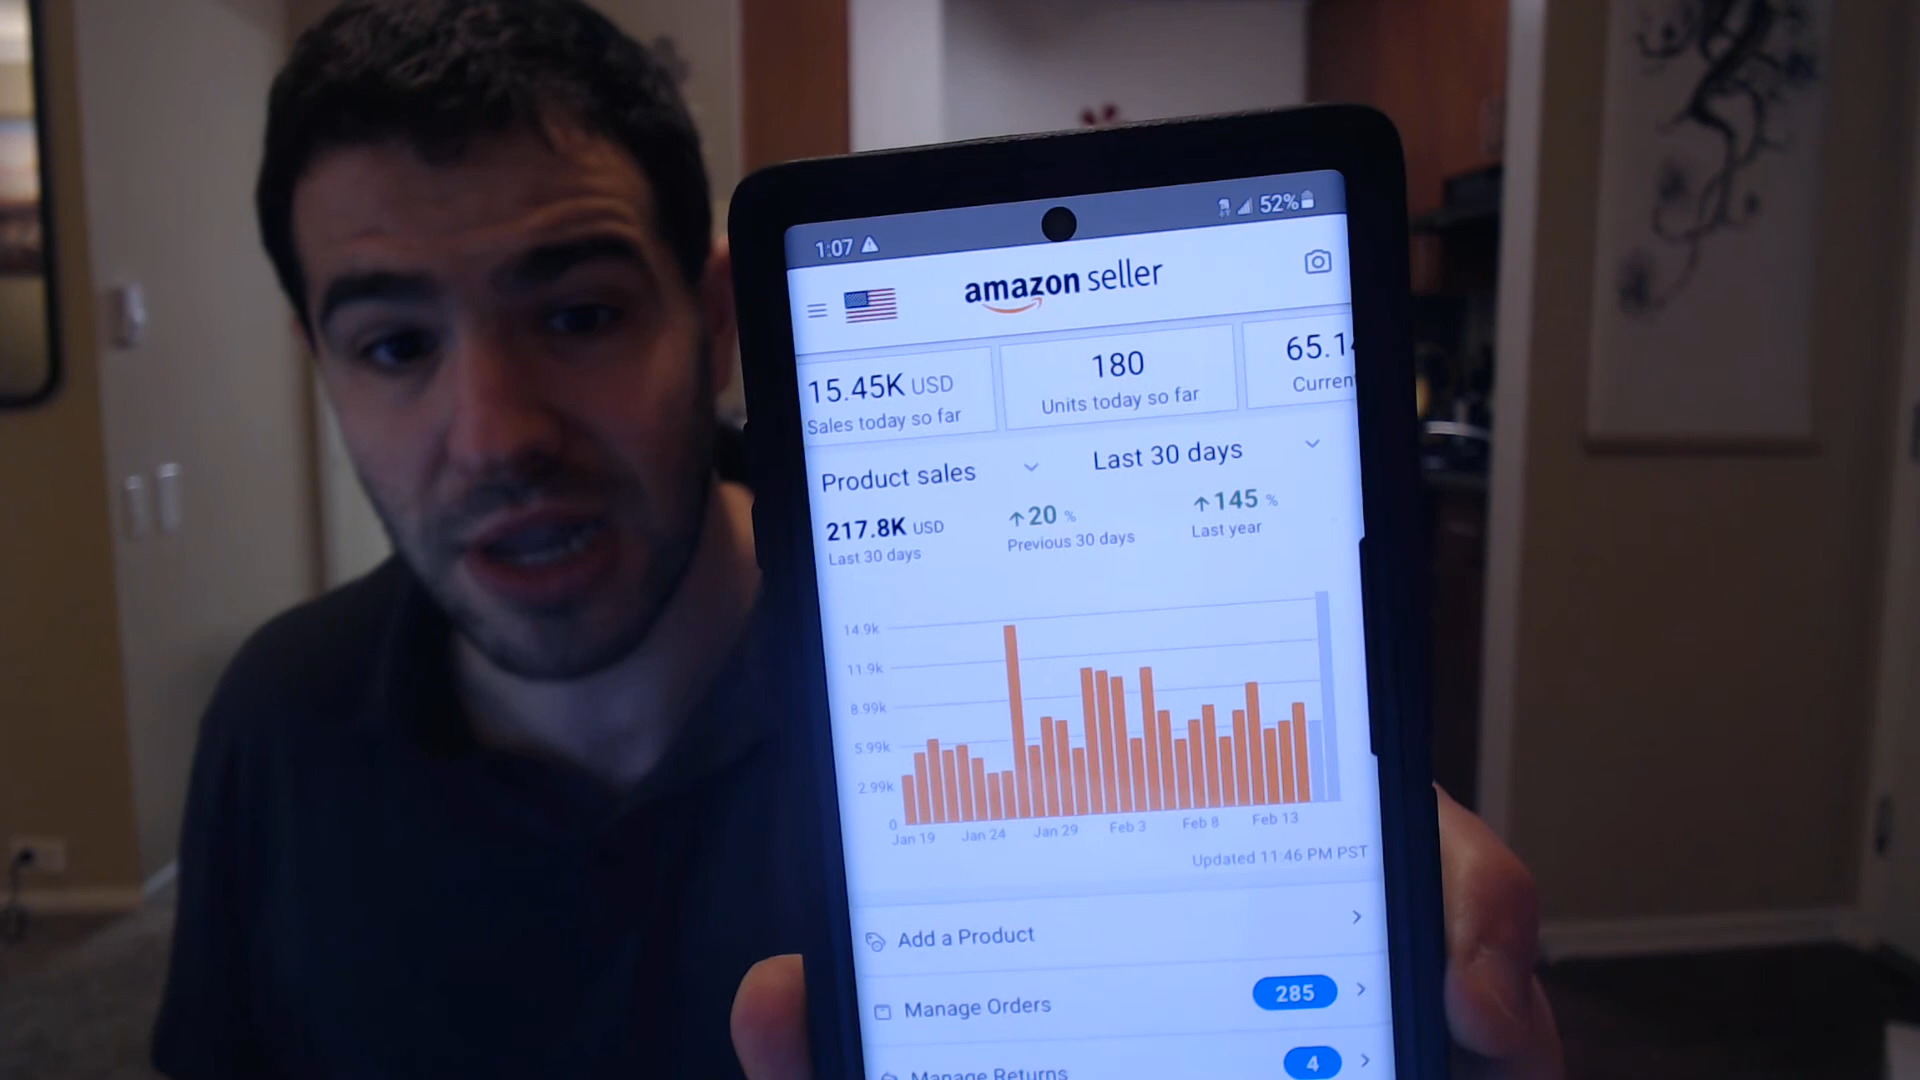 1:07 52%
amazon seller
15.45K USD
Sales today so far
180
Units today so far
65.1
Curren
Product sales
Last 30 days
217.8K USD
Last 30 days
↑20 %
Previous 30 days
↑145 %
Last year
14.9k
11.9k
8.99k
5.99k
2.99k
0
Jan 19 Jan 24 Jan 29 Feb 3 Feb 8 Feb 13
Updated 11:46 PM PST
Add a Product
Manage Orders 285
Manage Returns 4